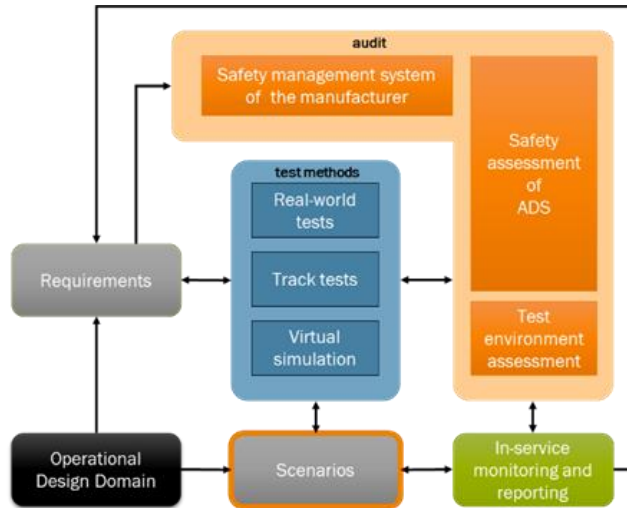 audit
Safety management system
of the manufacturer
Safety
assessment
of
ADS
test methods
Real-world
tests
Requirements
Track tests
Test
environment
assessment
Virtual
simulation
Operational
Design Domain
Scenarios
In-service
monitoring and
reporting